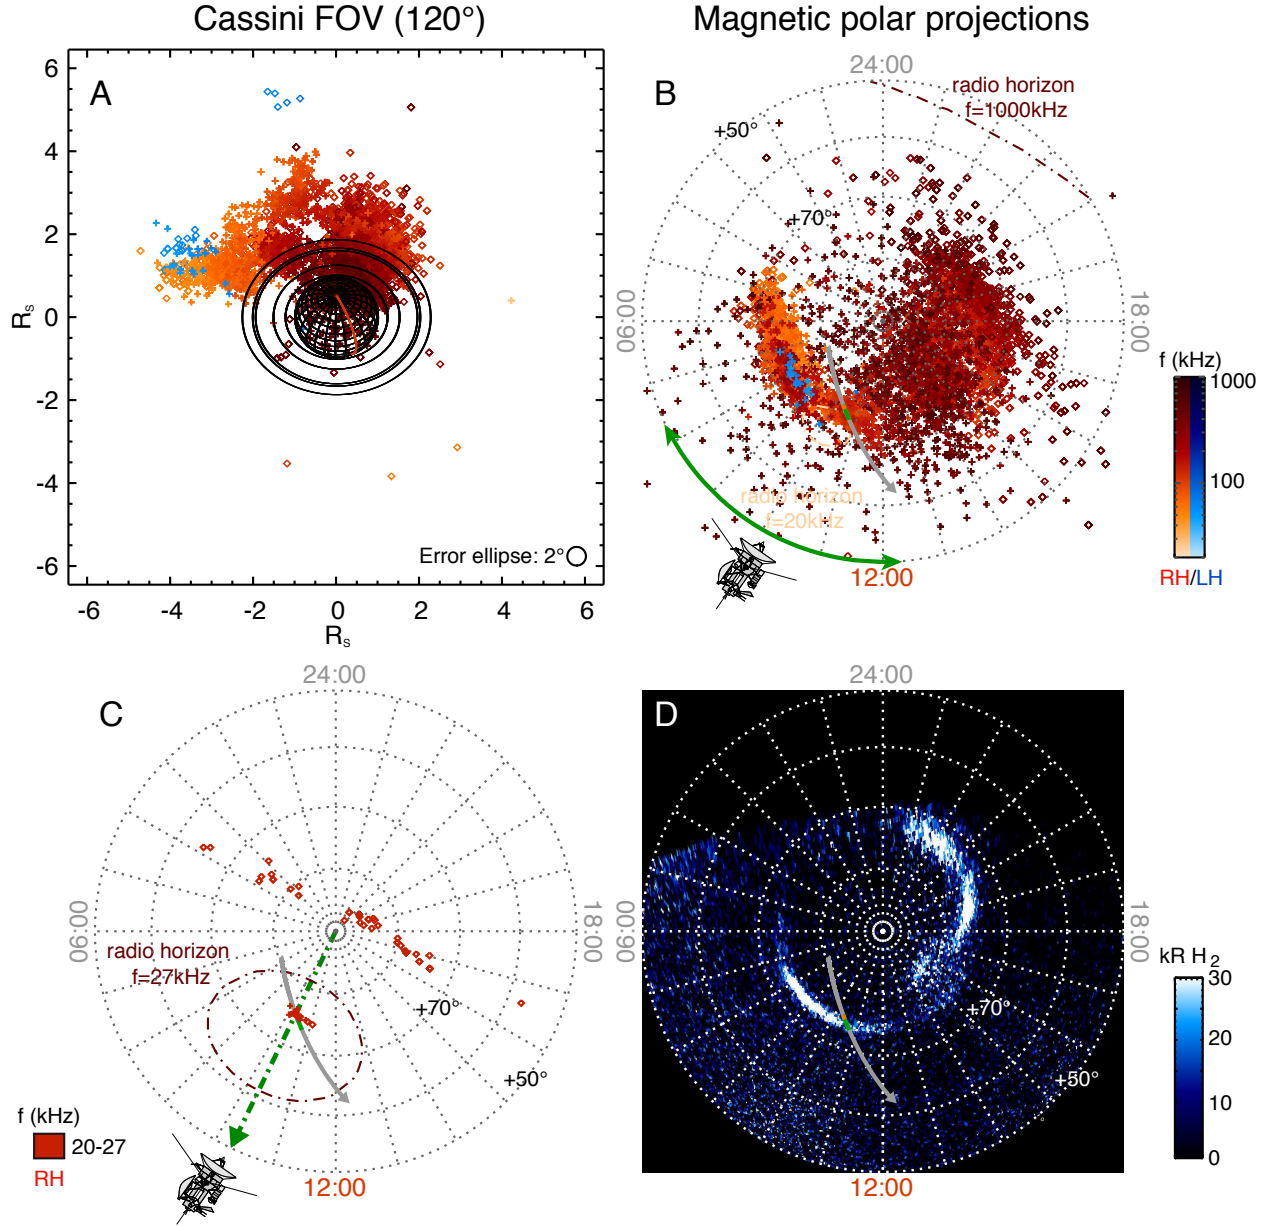 Cassini FOV (120°)
Magnetic polar projections
A
6
4
2
0
-2
-4
-6
Rs
-6 -4 -2 0 2 4 6
Rs
Error ellipse: 2°
B
24:00
radio horizon
f=1000kHz
+50°
+70°
06:00
18:00
radio horizon
f=20kHz
12:00
f (kHz)
1000
100
RH/LH
C
24:00
06:00
18:00
radio horizon
f=27kHz
+70°
+50°
f (kHz)
20-27
RH
12:00
D
24:00
06:00
18:00
+70°
+50°
12:00
kR H2
30
20
10
0